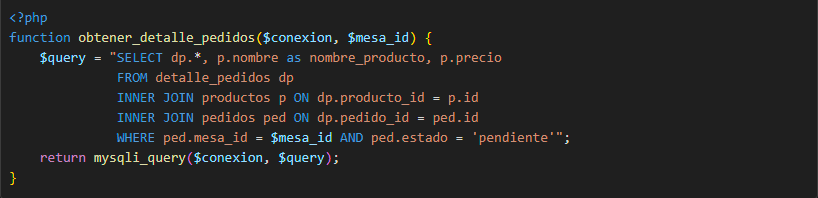 <?php
function obtener_detalle_pedidos($conexion, $mesa_id) {
    $query = "SELECT dp.*, p.nombre as nombre_producto, p.precio
              FROM detalle_pedidos dp
              INNER JOIN productos p ON dp.producto_id = p.id
              INNER JOIN pedidos ped ON dp.pedido_id = ped.id
              WHERE ped.mesa_id = $mesa_id AND ped.estado = 'pendiente'";
    return mysqli_query($conexion, $query);
}